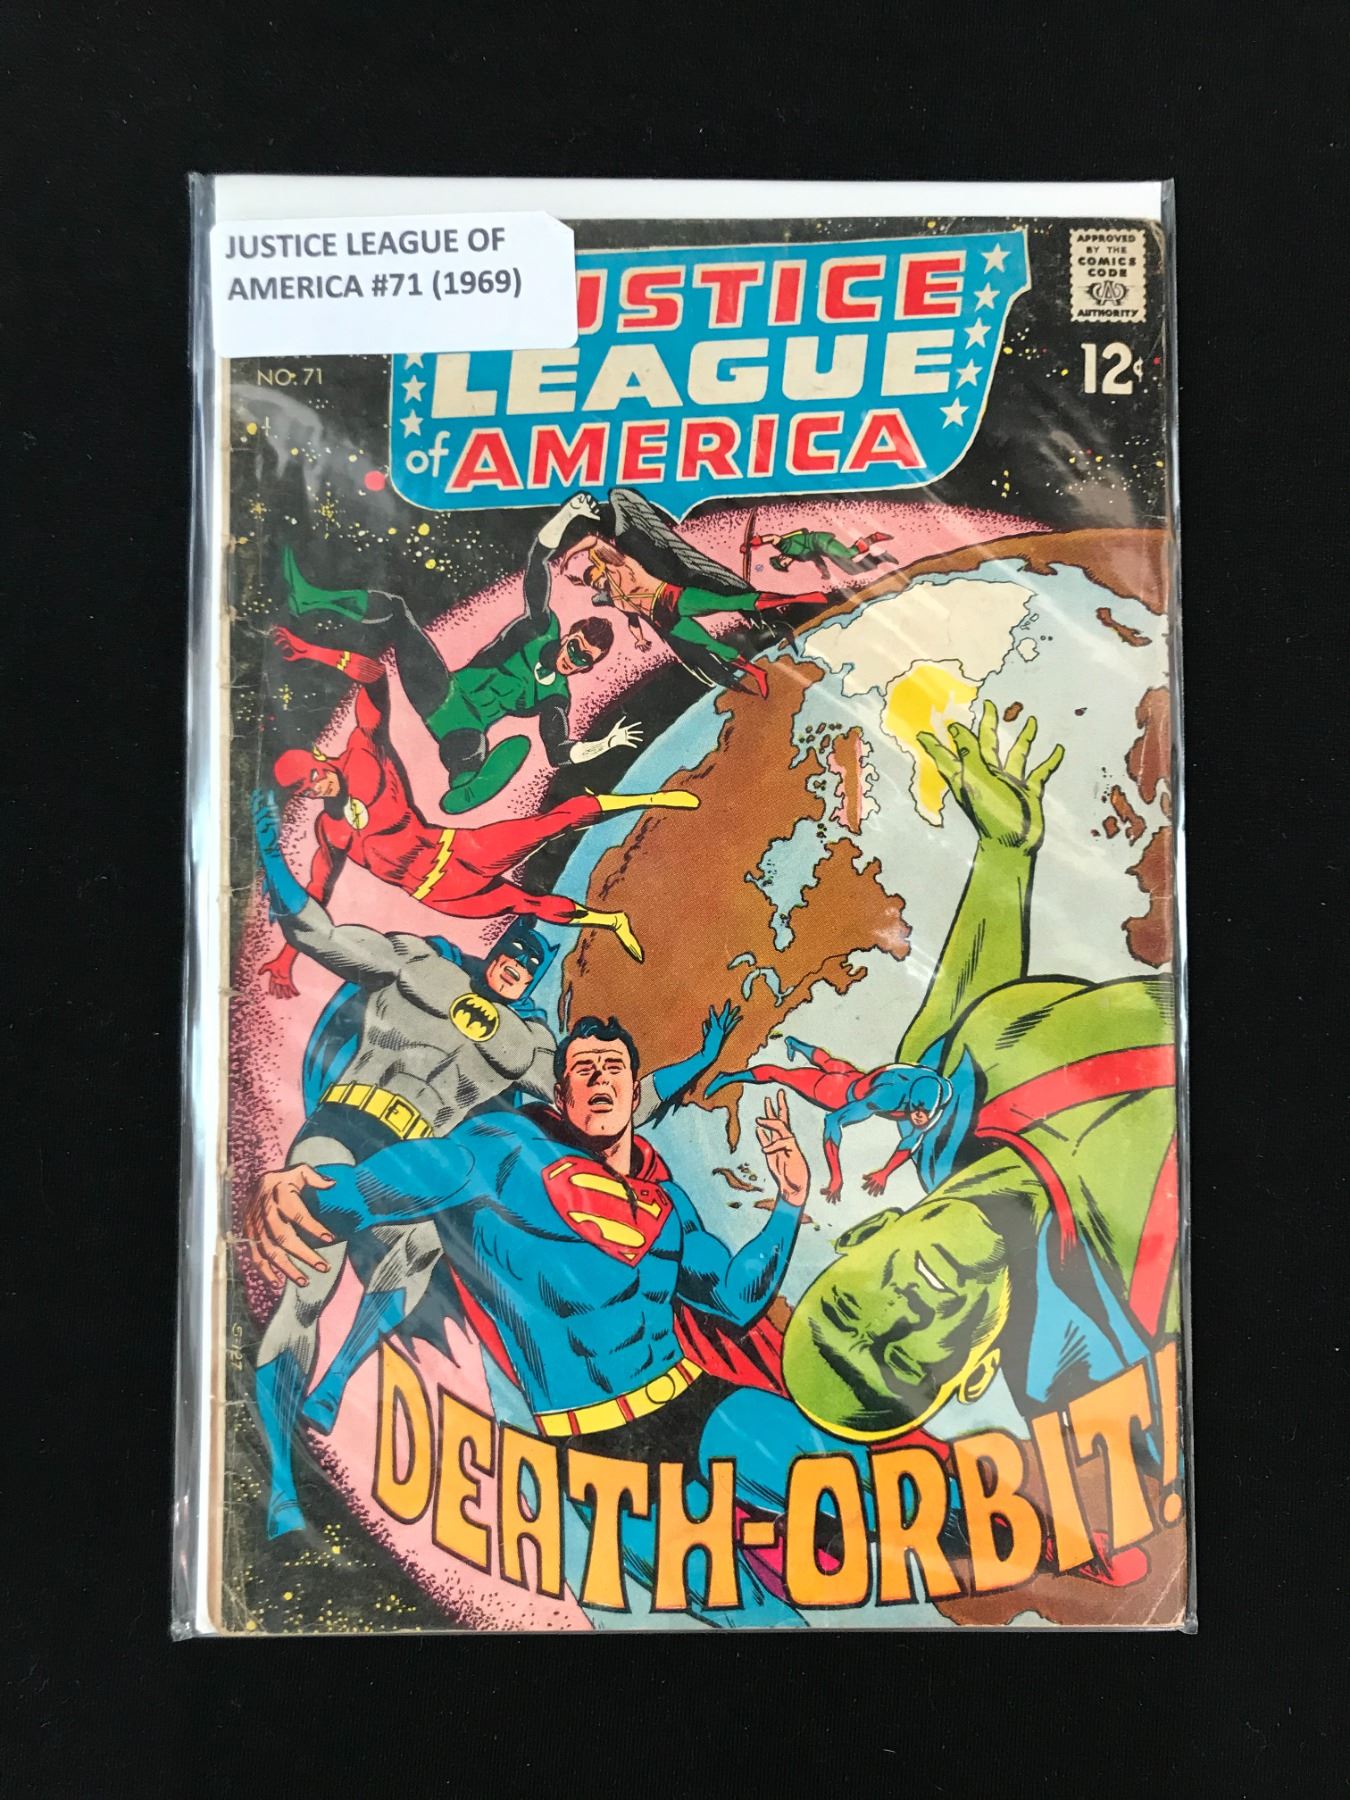 JUSTICE LEAGUE OF
AMERICA #71 (1969)
USTICE
LEAGUE
of AMERICA
NO. 71
APPROVED
BY THE
COMICS
CODE
CA
AUTHORITY
12¢
S
DEATH-ORBIT!